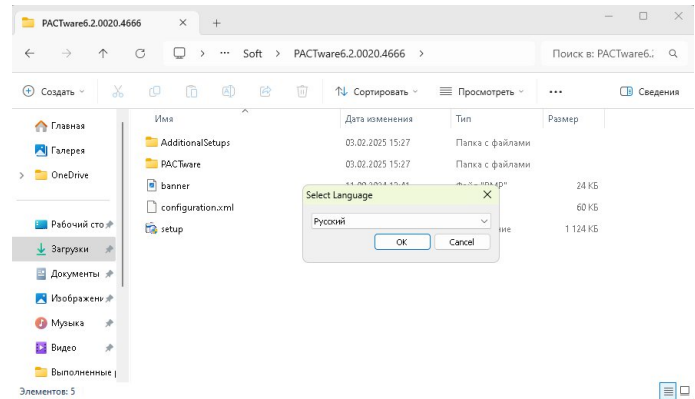 PACTware6.2.0020.4666
Soft > PACTware6.2.0020.4666 >
Поиск в: PACTware6.2
Создать
Сортировать
Просмотреть
Сведения
Имя
Дата изменения
Тип
Размер
Главная
Галерея
OneDrive
Рабочий сто
Загрузки
Документы
Изображени
Музыка
Видео
Выполненные
AdditionalSetups 03.02.2025 15:27 Папка с файлами
PACTware 03.02.2025 15:27 Папка с файлами
banner 24 КБ
configuration.xml 60 КБ
setup 1 124 КБ
Select Language
Русский
OK
Cancel
Элементов: 5